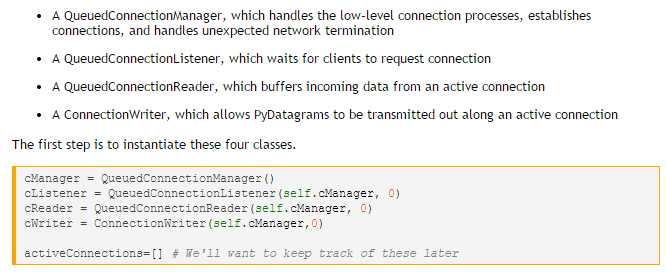 • A QueuedConnectionManager, which handles the low-level connection processes, establishes
connections, and handles unexpected network termination
• A QueuedConnectionListener, which waits for clients to request connection
• A QueuedConnectionReader, which buffers incoming data from an active connection
• A ConnectionWriter, which allows PyDatagrams to be transmitted out along an active connection
The first step is to instantiate these four classes.
cManager = QueuedConnectionManager()
cListener = QueuedConnectionListener(self.cManager, 0)
cReader = QueuedConnectionReader(self.cManager, 0)
cWriter = ConnectionWriter(self.cManager,0)
activeConnections=[] # We'll want to keep track of these later